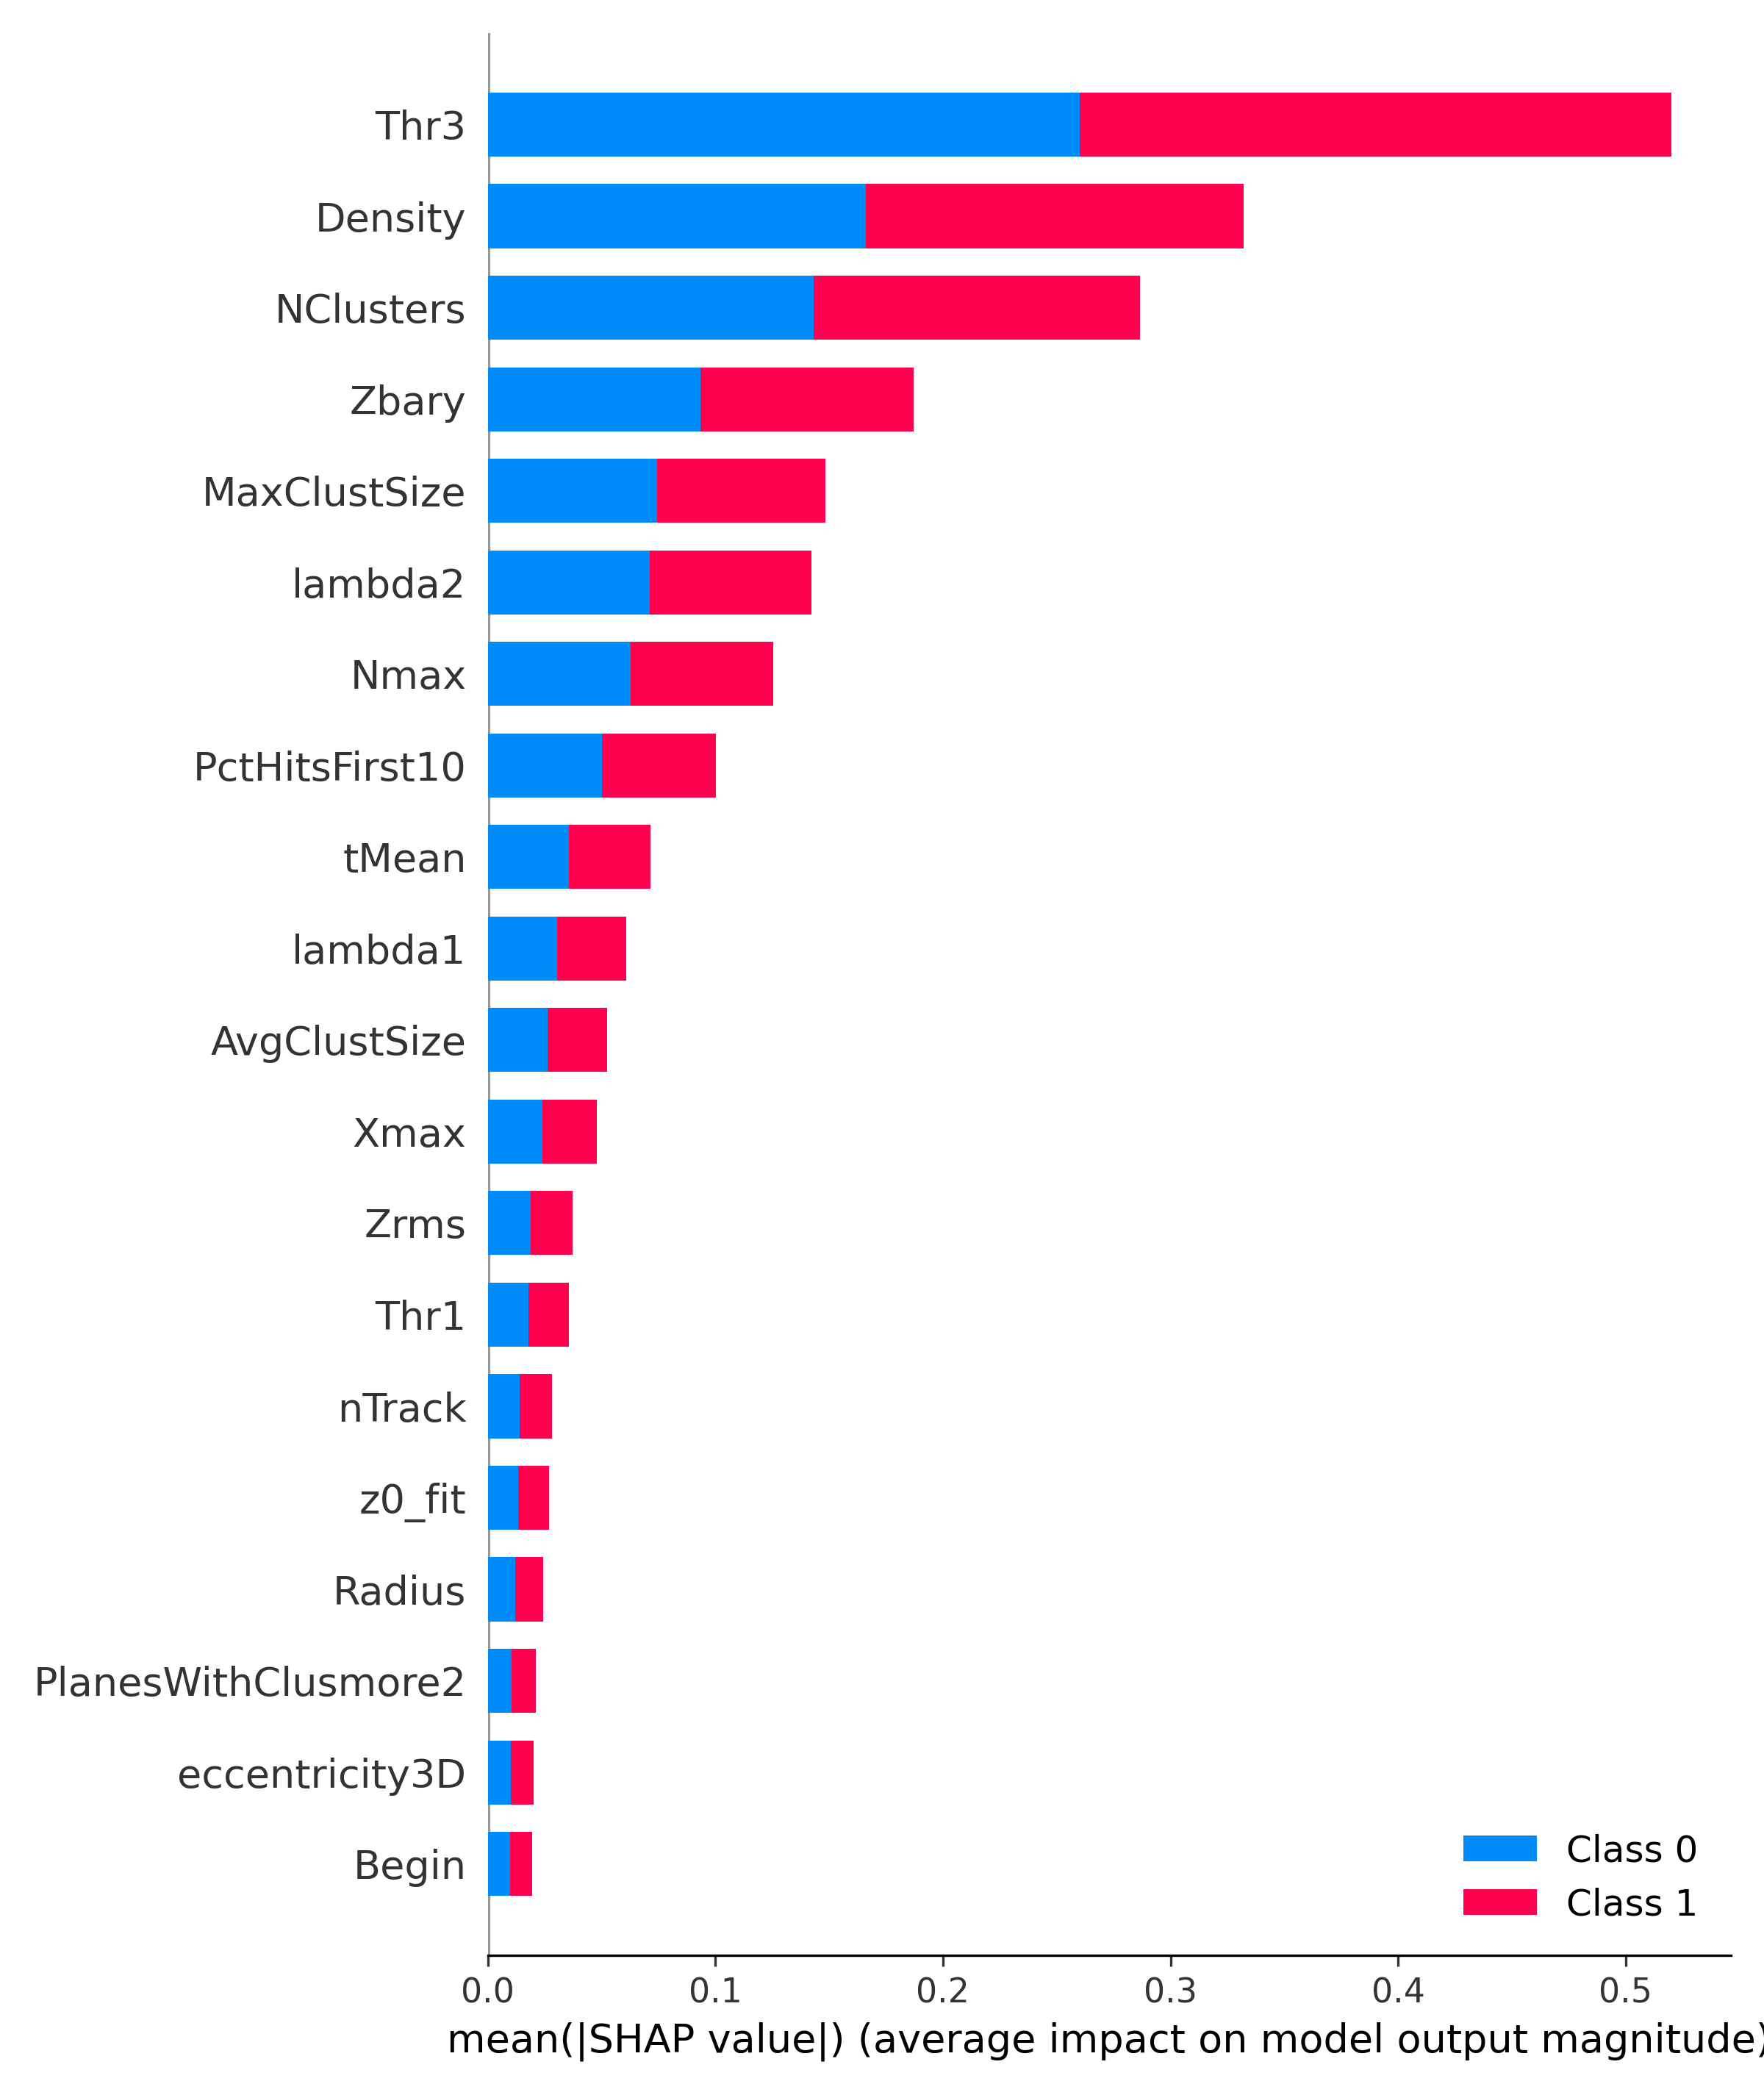 Thr3
Density
NClusters
Zbary
MaxClustSize
lambda2
Nmax
PctHitsFirst10
tMean
lambda1
AvgClustSize
Xmax
Zrms
Thr1
nTrack
z0_fit
Radius
PlanesWithClusmore2
eccentricity3D
Begin
Class 0
Class 1
0.0 0.1 0.2 0.3 0.4 0.5
mean(|SHAP value|) (average impact on model output magnitude)